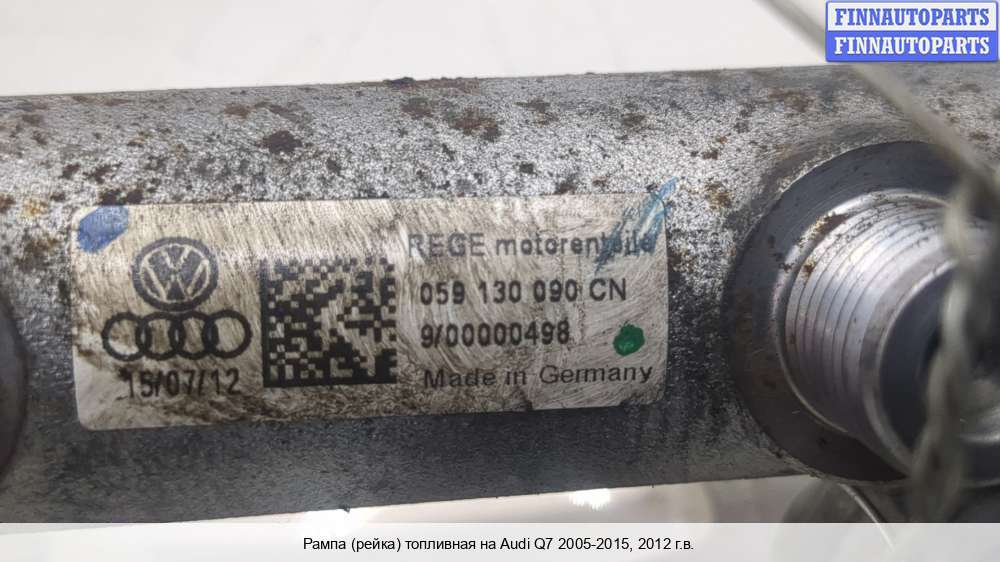 FINNAUTOPARTS
FINNAUTOPARTS
REGE motorenteile
059 130 090 CN
9/00000498
Made in Germany
15/07/12
Рампа (рейка) топливная на Audi Q7 2005-2015, 2012 г.в.